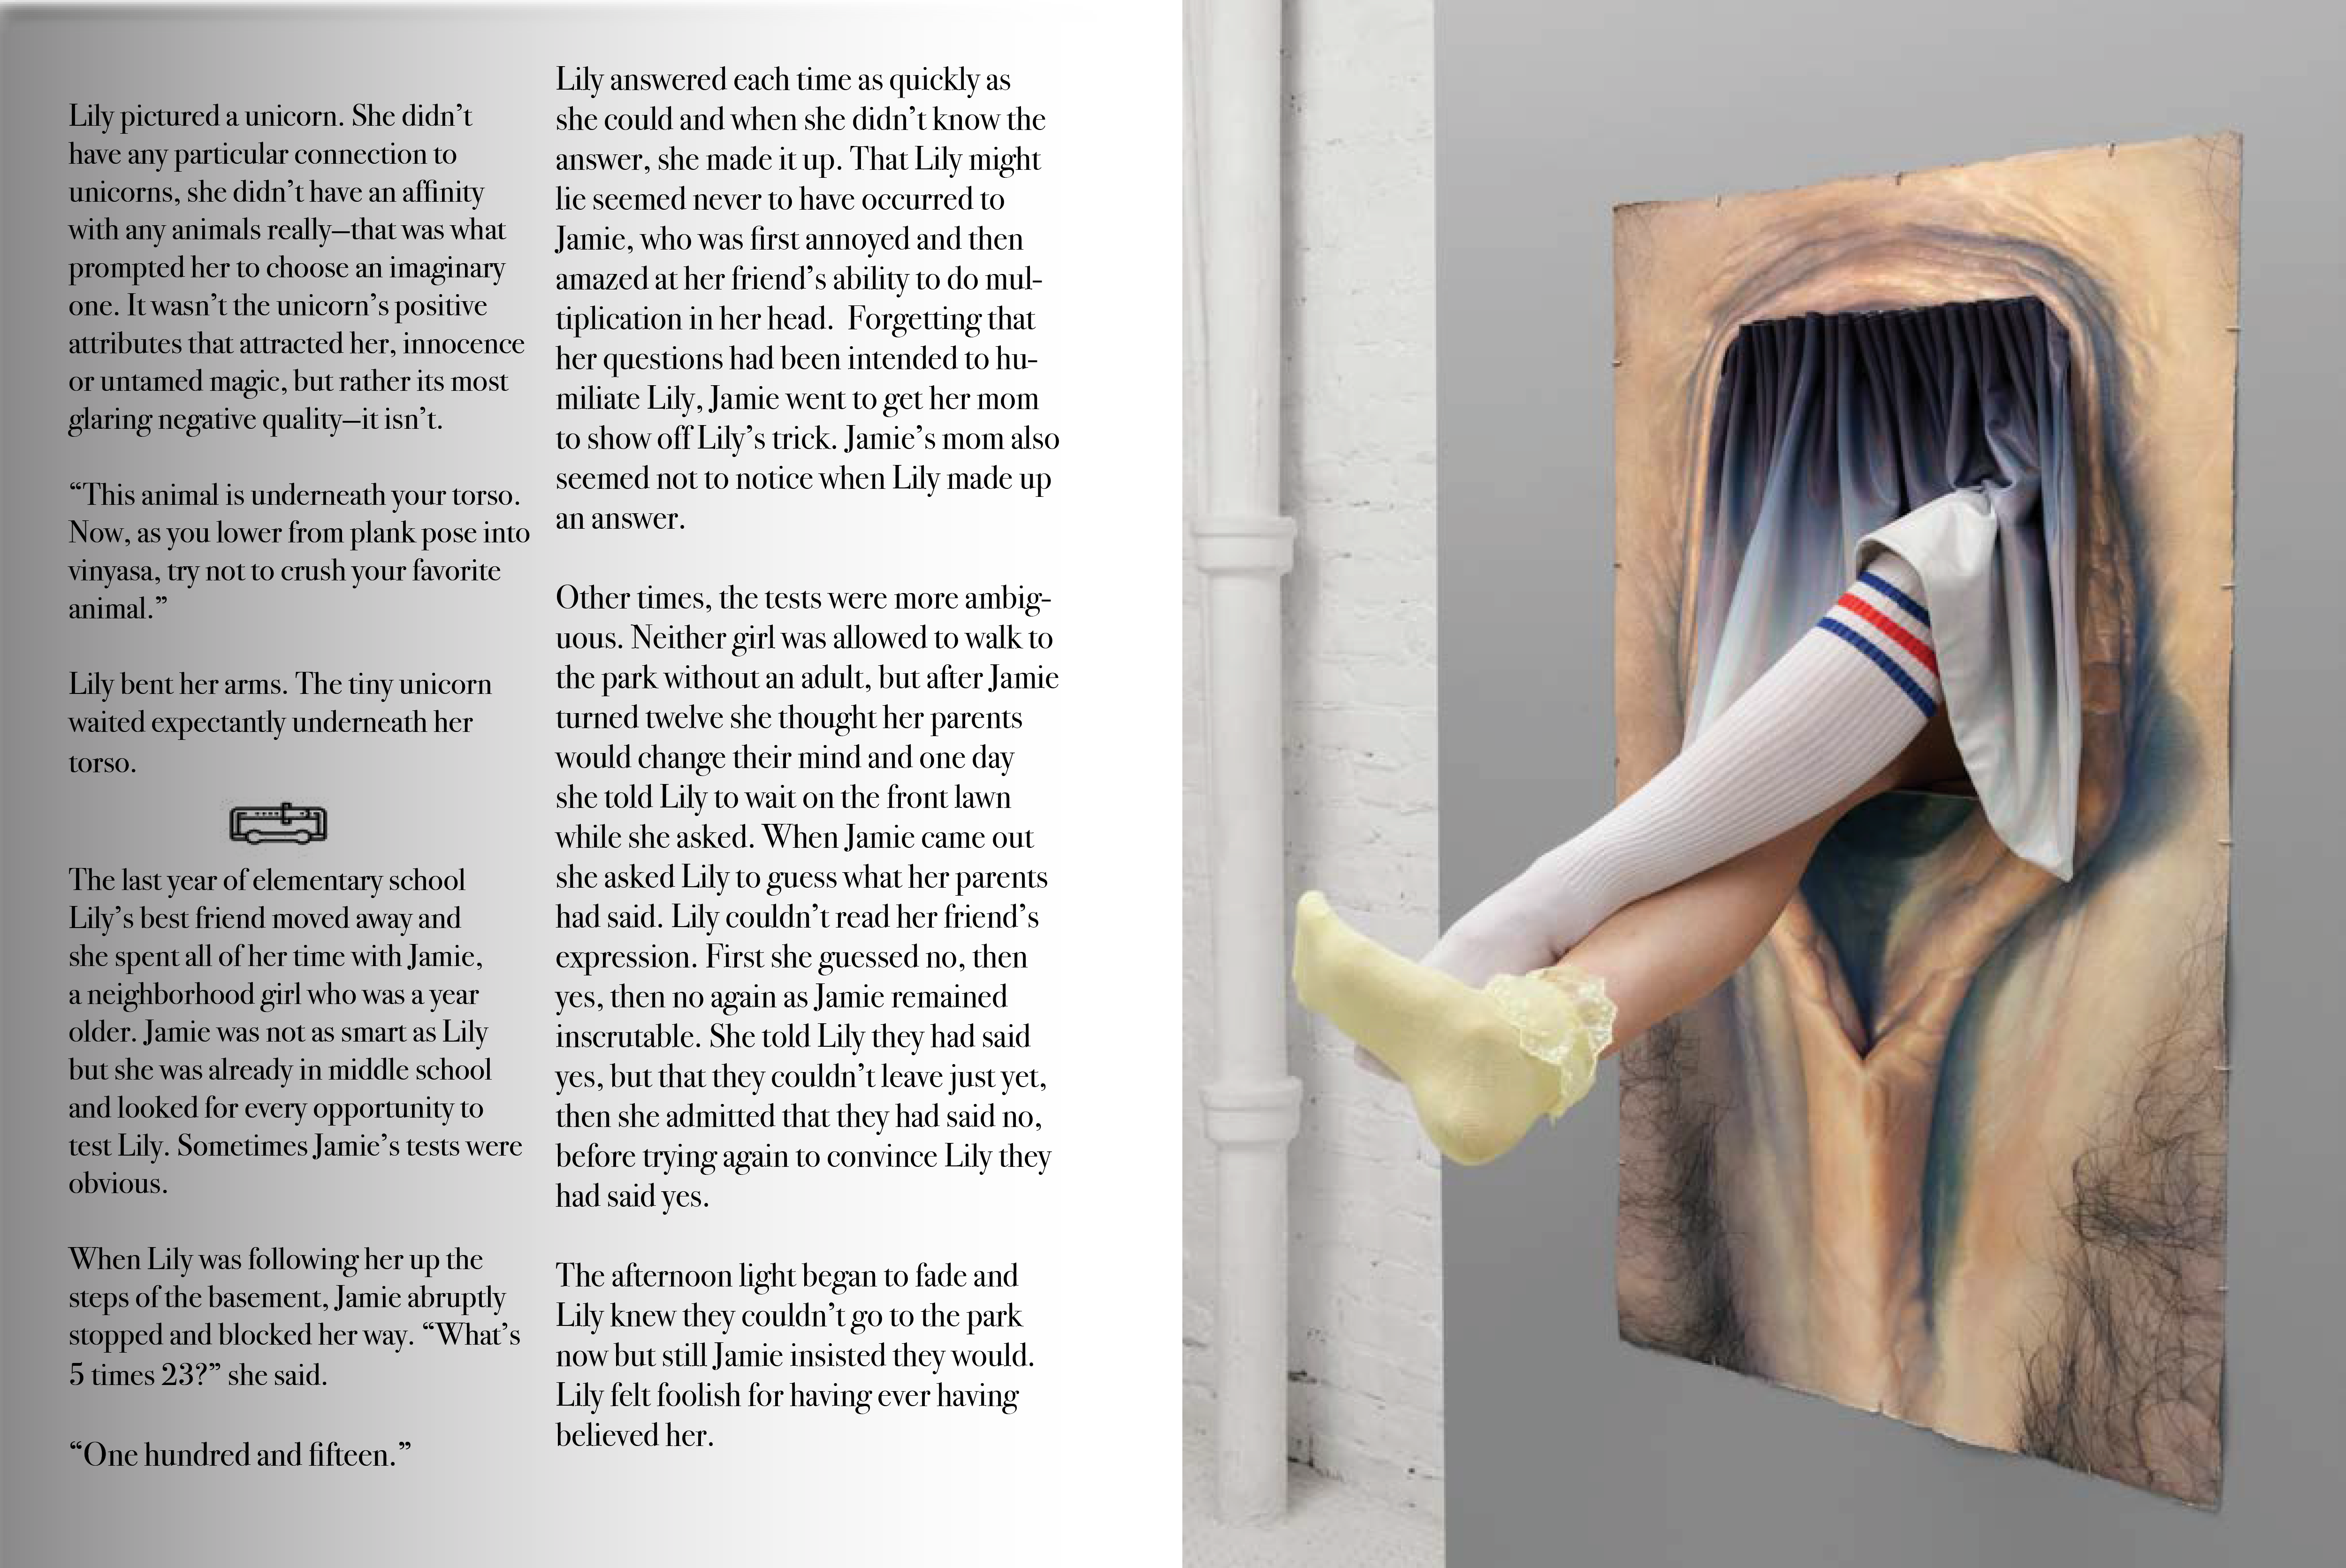 Lily pictured a unicorn. She didn’t
have any particular connection to
unicorns, she didn’t have an affinity
with any animals really—that was what
prompted her to choose an imaginary
one. It wasn’t the unicorn’s positive
attributes that attracted her, innocence
or untamed magic, but rather its most
glaring negative quality—it isn’t.
“This animal is underneath your torso.
Now, as you lower from plank pose into
vinyasa, try not to crush your favorite
animal.”
Lily bent her arms. The tiny unicorn
waited expectantly underneath her
torso.
The last year of elementary school
Lily’s best friend moved away and
she spent all of her time with Jamie,
a neighborhood girl who was a year
older. Jamie was not as smart as Lily
but she was already in middle school
and looked for every opportunity to
test Lily. Sometimes Jamie’s tests were
obvious.
When Lily was following her up the
steps of the basement, Jamie abruptly
stopped and blocked her way. “What’s
5 times 23?” she said.
“One hundred and fifteen.”
Lily answered each time as quickly as
she could and when she didn’t know the
answer, she made it up. That Lily might
lie seemed never to have occurred to
Jamie, who was first annoyed and then
amazed at her friend’s ability to do mul-
tiplication in her head.  Forgetting that
her questions had been intended to hu-
miliate Lily, Jamie went to get her mom
to show off Lily’s trick. Jamie’s mom also
seemed not to notice when Lily made up
an answer.
Other times, the tests were more ambig-
uous. Neither girl was allowed to walk to
the park without an adult, but after Jamie
turned twelve she thought her parents
would change their mind and one day
she told Lily to wait on the front lawn
while she asked. When Jamie came out
she asked Lily to guess what her parents
had said. Lily couldn’t read her friend’s
expression. First she guessed no, then
yes, then no again as Jamie remained
inscrutable. She told Lily they had said
yes, but that they couldn’t leave just yet,
then she admitted that they had said no,
before trying again to convince Lily they
had said yes.
The afternoon light began to fade and
Lily knew they couldn’t go to the park
now but still Jamie insisted they would.
Lily felt foolish for having ever having
believed her.